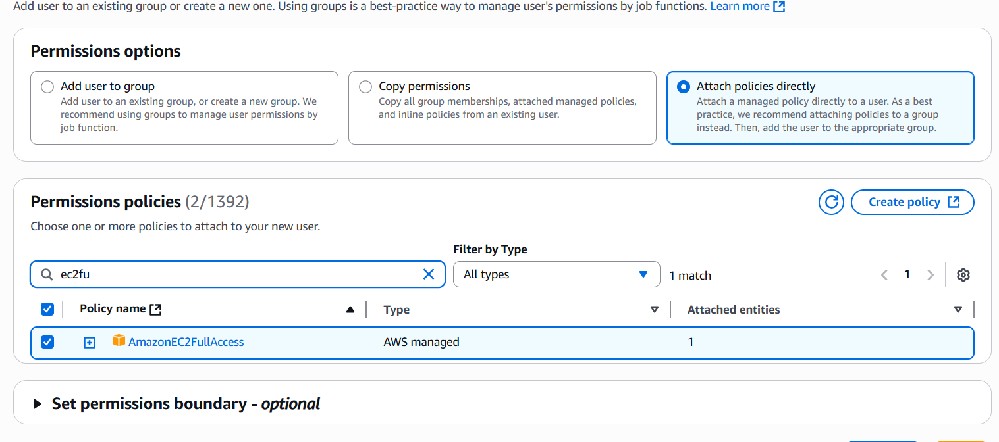 Add user to an existing group or create a new one. Using groups is a best-practice way to manage user's permissions by job functions. Learn more
Permissions options
Add user to group
Add user to an existing group, or create a new group. We
recommend using groups to manage user permissions by
job function.
Copy permissions
Copy all group memberships, attached managed policies,
and inline policies from an existing user.
Attach policies directly
Attach a managed policy directly to a user. As a best
practice, we recommend attaching policies to a group
instead. Then, add the user to the appropriate group.
Permissions policies (2/1392)
Create policy
Choose one or more policies to attach to your new user.
Filter by Type
ec2fu
All types
1 match
1
Policy name
Type
Attached entities
AmazonEC2FullAccess
AWS managed
1
Set permissions boundary - optional